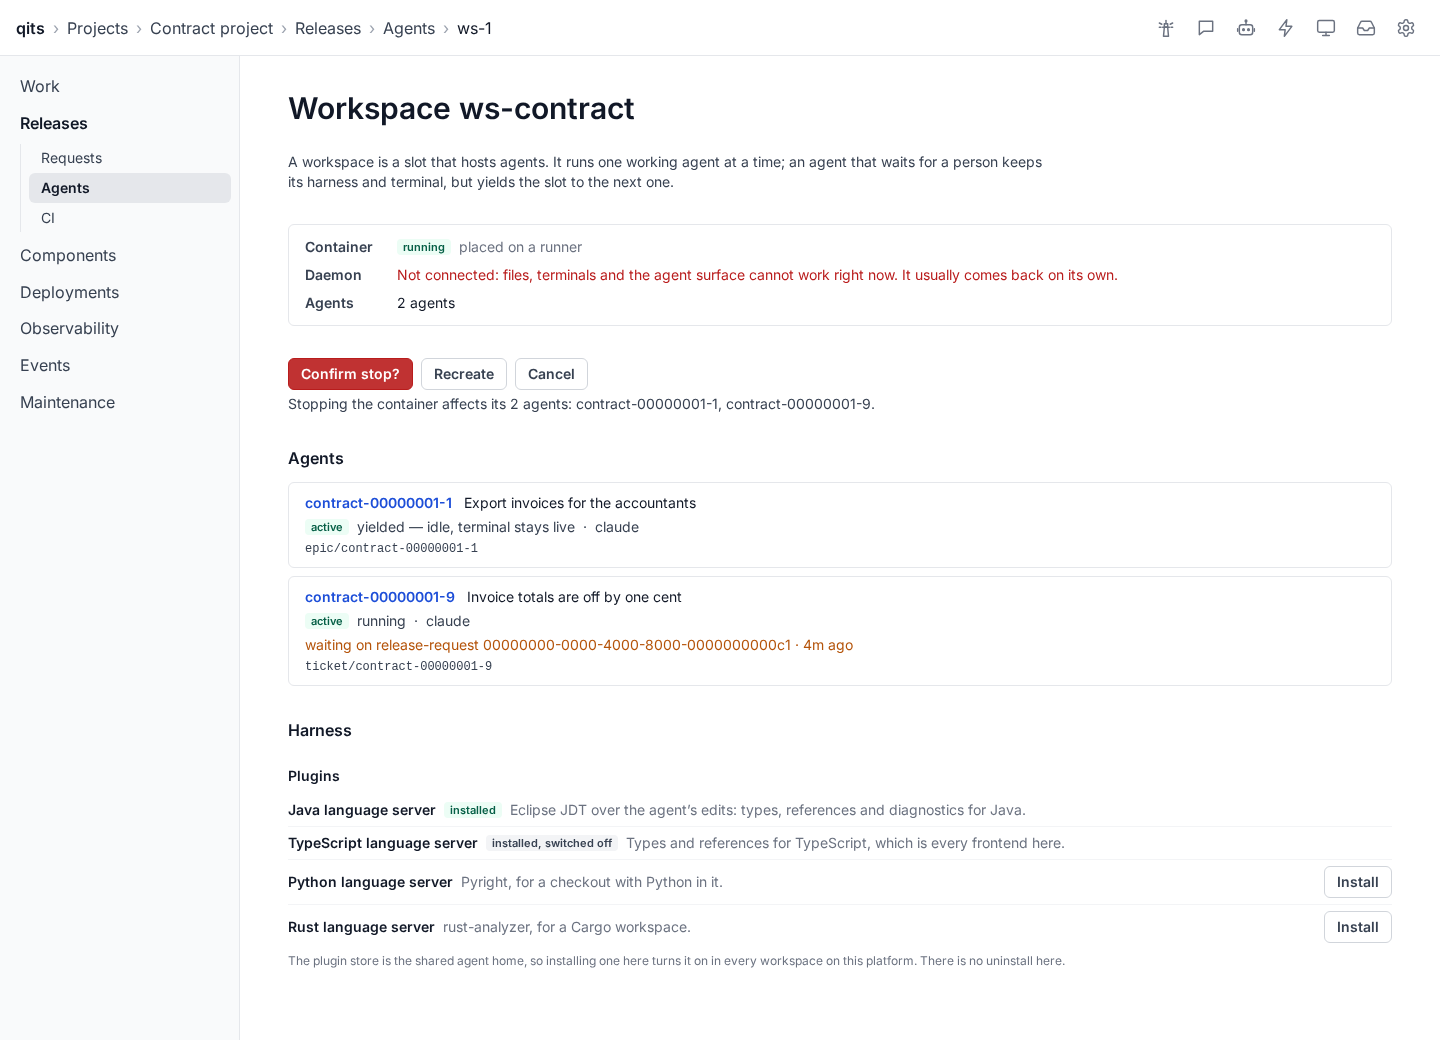 qits › Projects › Contract project › Releases › Agents › ws-1
Work
Releases
Requests
Agents
CI
Components
Deployments
Observability
Events
Maintenance
Workspace ws-contract
A workspace is a slot that hosts agents. It runs one working agent at a time; an agent that waits for a person keeps
its harness and terminal, but yields the slot to the next one.
Container running placed on a runner
Daemon Not connected: files, terminals and the agent surface cannot work right now. It usually comes back on its own.
Agents 2 agents
Confirm stop? Recreate Cancel
Stopping the container affects its 2 agents: contract-00000001-1, contract-00000001-9.
Agents
contract-00000001-1 Export invoices for the accountants
active yielded — idle, terminal stays live · claude
epic/contract-00000001-1
contract-00000001-9 Invoice totals are off by one cent
active running · claude
waiting on release-request 00000000-0000-4000-8000-0000000000c1 · 4m ago
ticket/contract-00000001-9
Harness
Plugins
Java language server installed Eclipse JDT over the agent’s edits: types, references and diagnostics for Java.
TypeScript language server installed, switched off Types and references for TypeScript, which is every frontend here.
Python language server Pyright, for a checkout with Python in it. Install
Rust language server rust-analyzer, for a Cargo workspace. Install
The plugin store is the shared agent home, so installing one here turns it on in every workspace on this platform. There is no uninstall here.